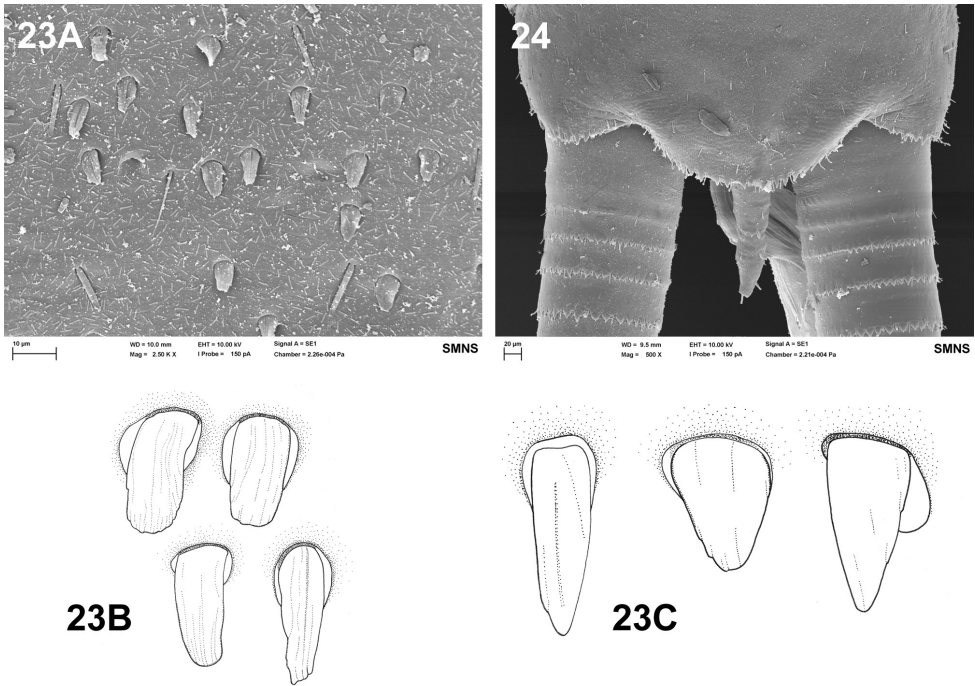 23A
24
10 µm
WD = 10.0 mm EHT = 10.00 kV Signal A = SE1
Mag = 2.50 K X I Probe = 150 pA Chamber = 2.26e-004 Pa
SMNS
20 µm
WD = 9.5 mm EHT = 10.00 kV Signal A = SE1
Mag = 500 X I Probe = 150 pA Chamber = 2.21e-004 Pa
SMNS
23B
23C